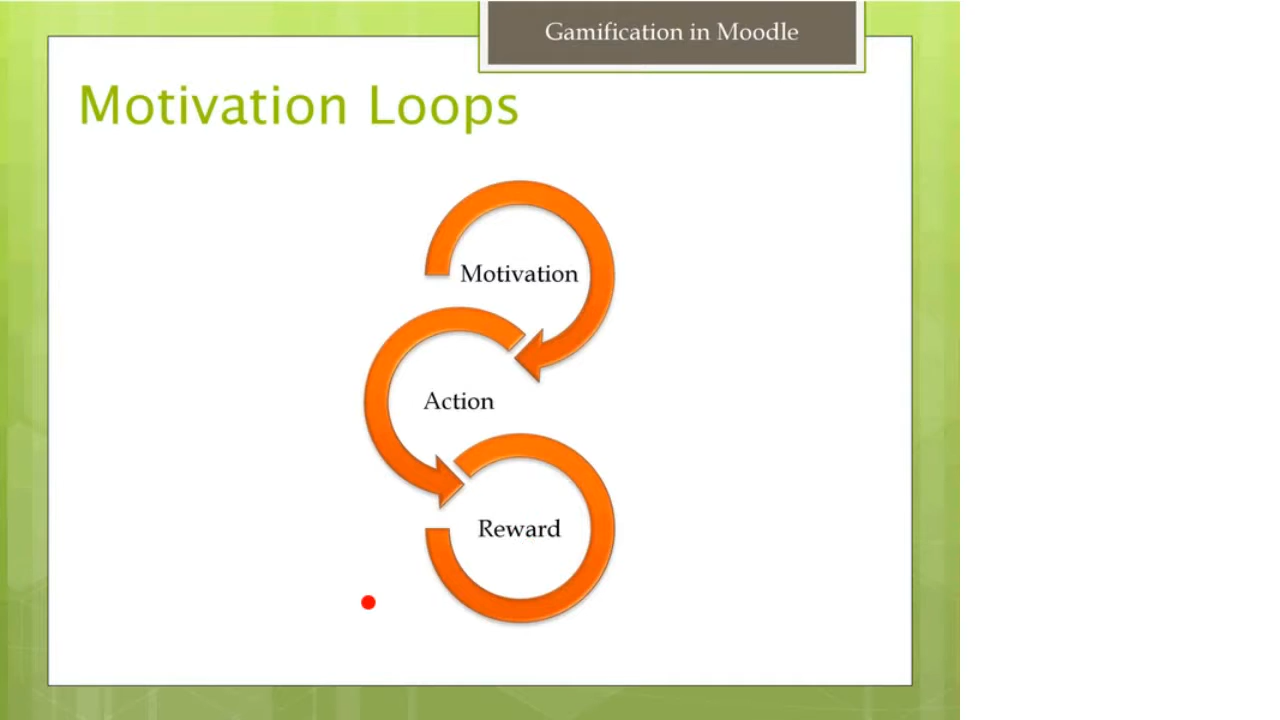 Gamification in Moodle
Motivation Loops
Motivation
Action
Reward